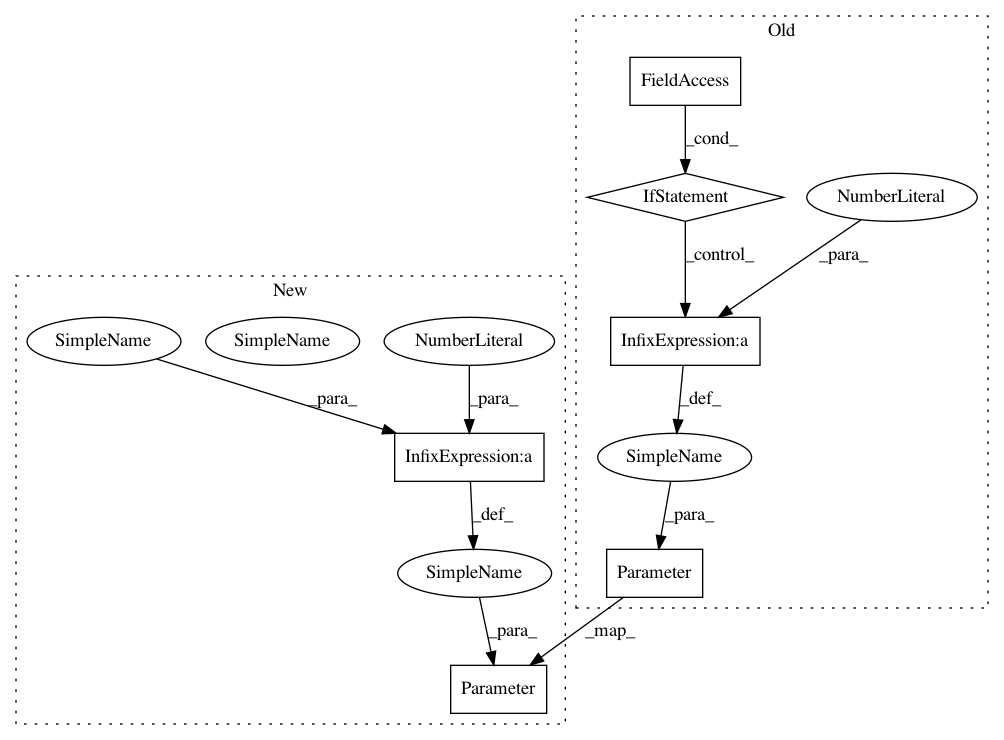 Old
FieldAccess
_cond_
IfStatement
NumberLiteral
_control_
_para_
New
SimpleName
SimpleName
NumberLiteral
InfixExpression:a
_para_
_para_
_def_
InfixExpression:a
SimpleName
_def_
_para_
SimpleName
Parameter
_para_
_map_
Parameter